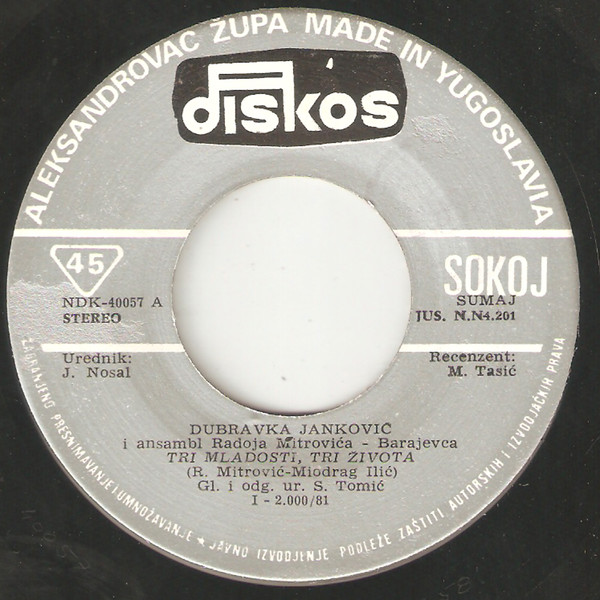 ALEKSANDROVAC ŽUPA MADE IN YUGOSLAVIA
diskos
45
SOKOJ
NDK-40057 A
STEREO
SUMAJ
JUS. N.N4.201
Urednik:
J. Nosal
Recenzent:
M. Tasić
DUBRAVKA JANKOVIĆ
i ansambl Radoja Mitrovića - Barajevca
TRI MLADOSTI, TRI ŽIVOTA
(R. Mitrović-Miodrag Ilić)
Gl. i odg. ur. S. Tomić
I - 2.000/81
ZABRANJENO PRESNIMAVANJE I UMNOŽAVANJE ★ JAVNO IZVODJENJE PODLEŽE ZAŠTITI AUTORSKIH I IZVODJAČKIH PRAVA